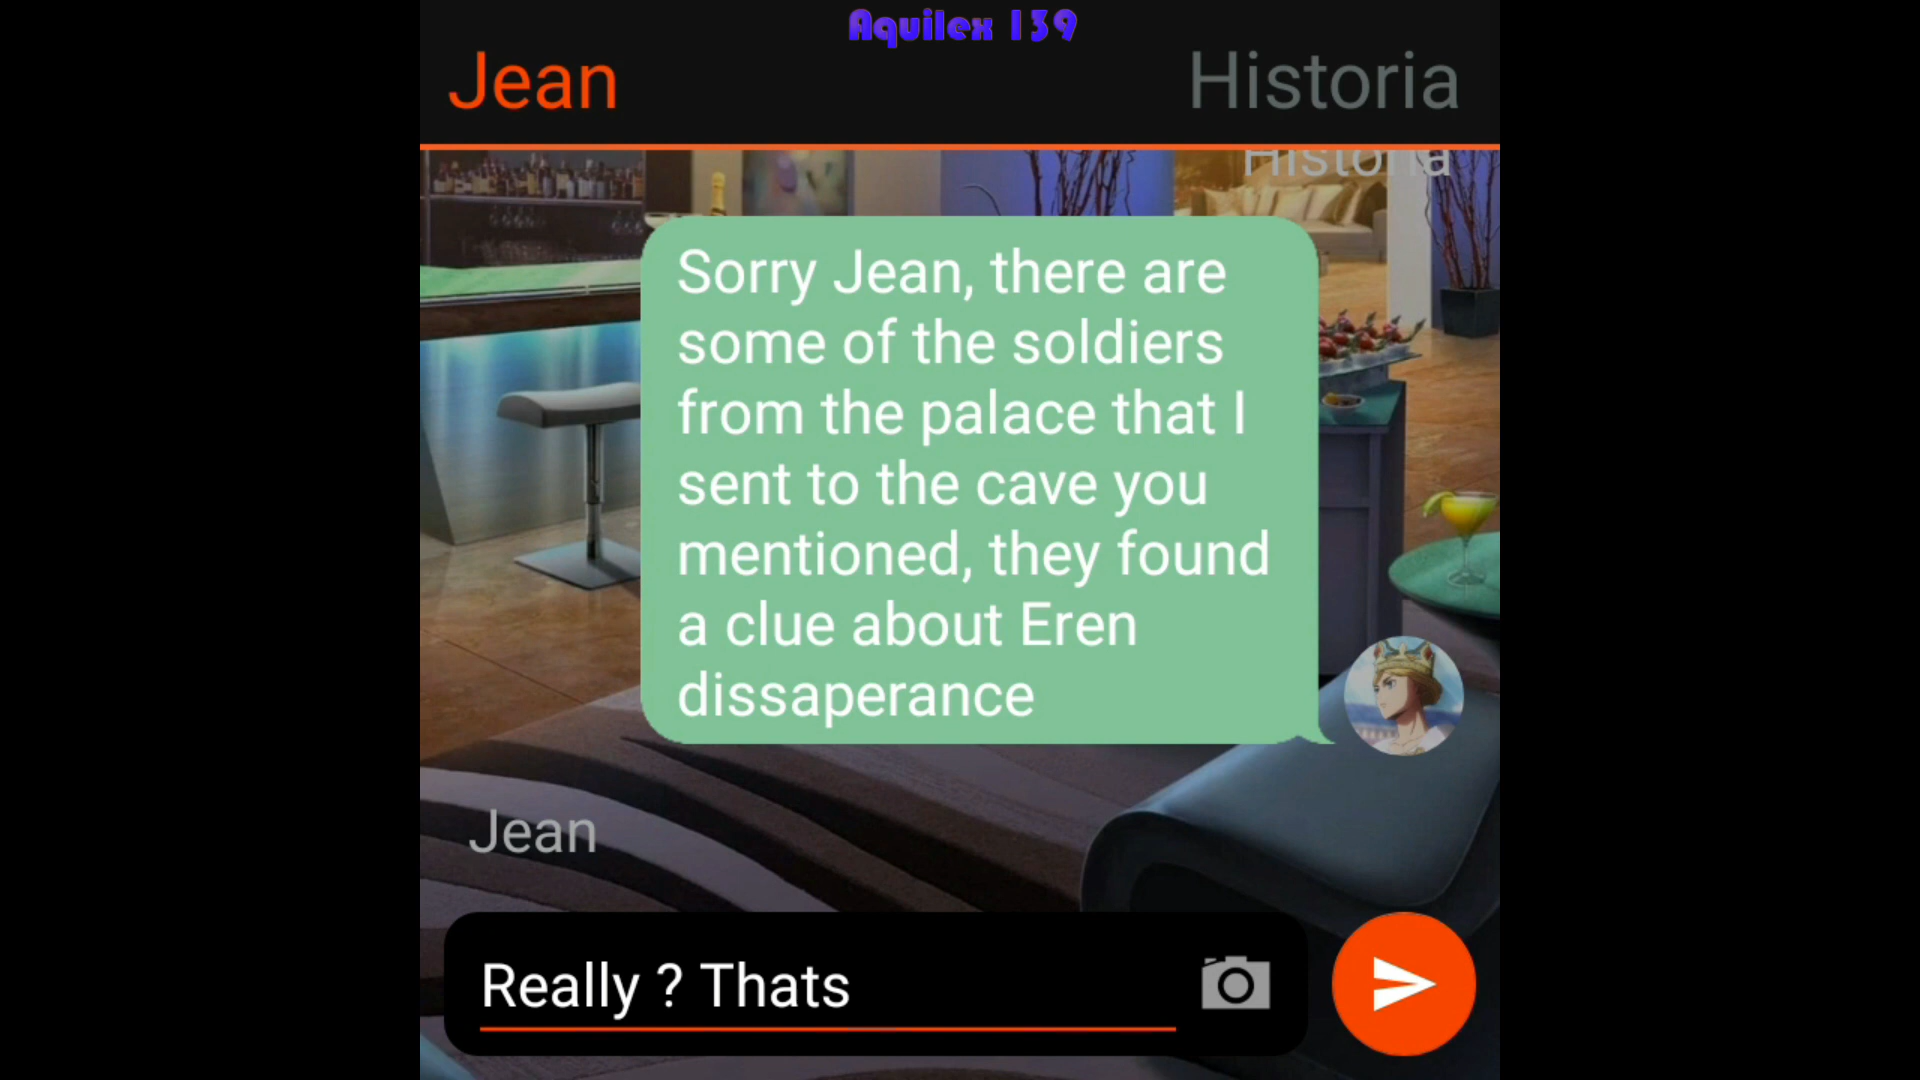 Aquilex 139
Jean
Historia
Historia
Sorry Jean, there are
some of the soldiers
from the palace that I
sent to the cave you
mentioned, they found
a clue about Eren
dissaperance
Jean
Really ? Thats